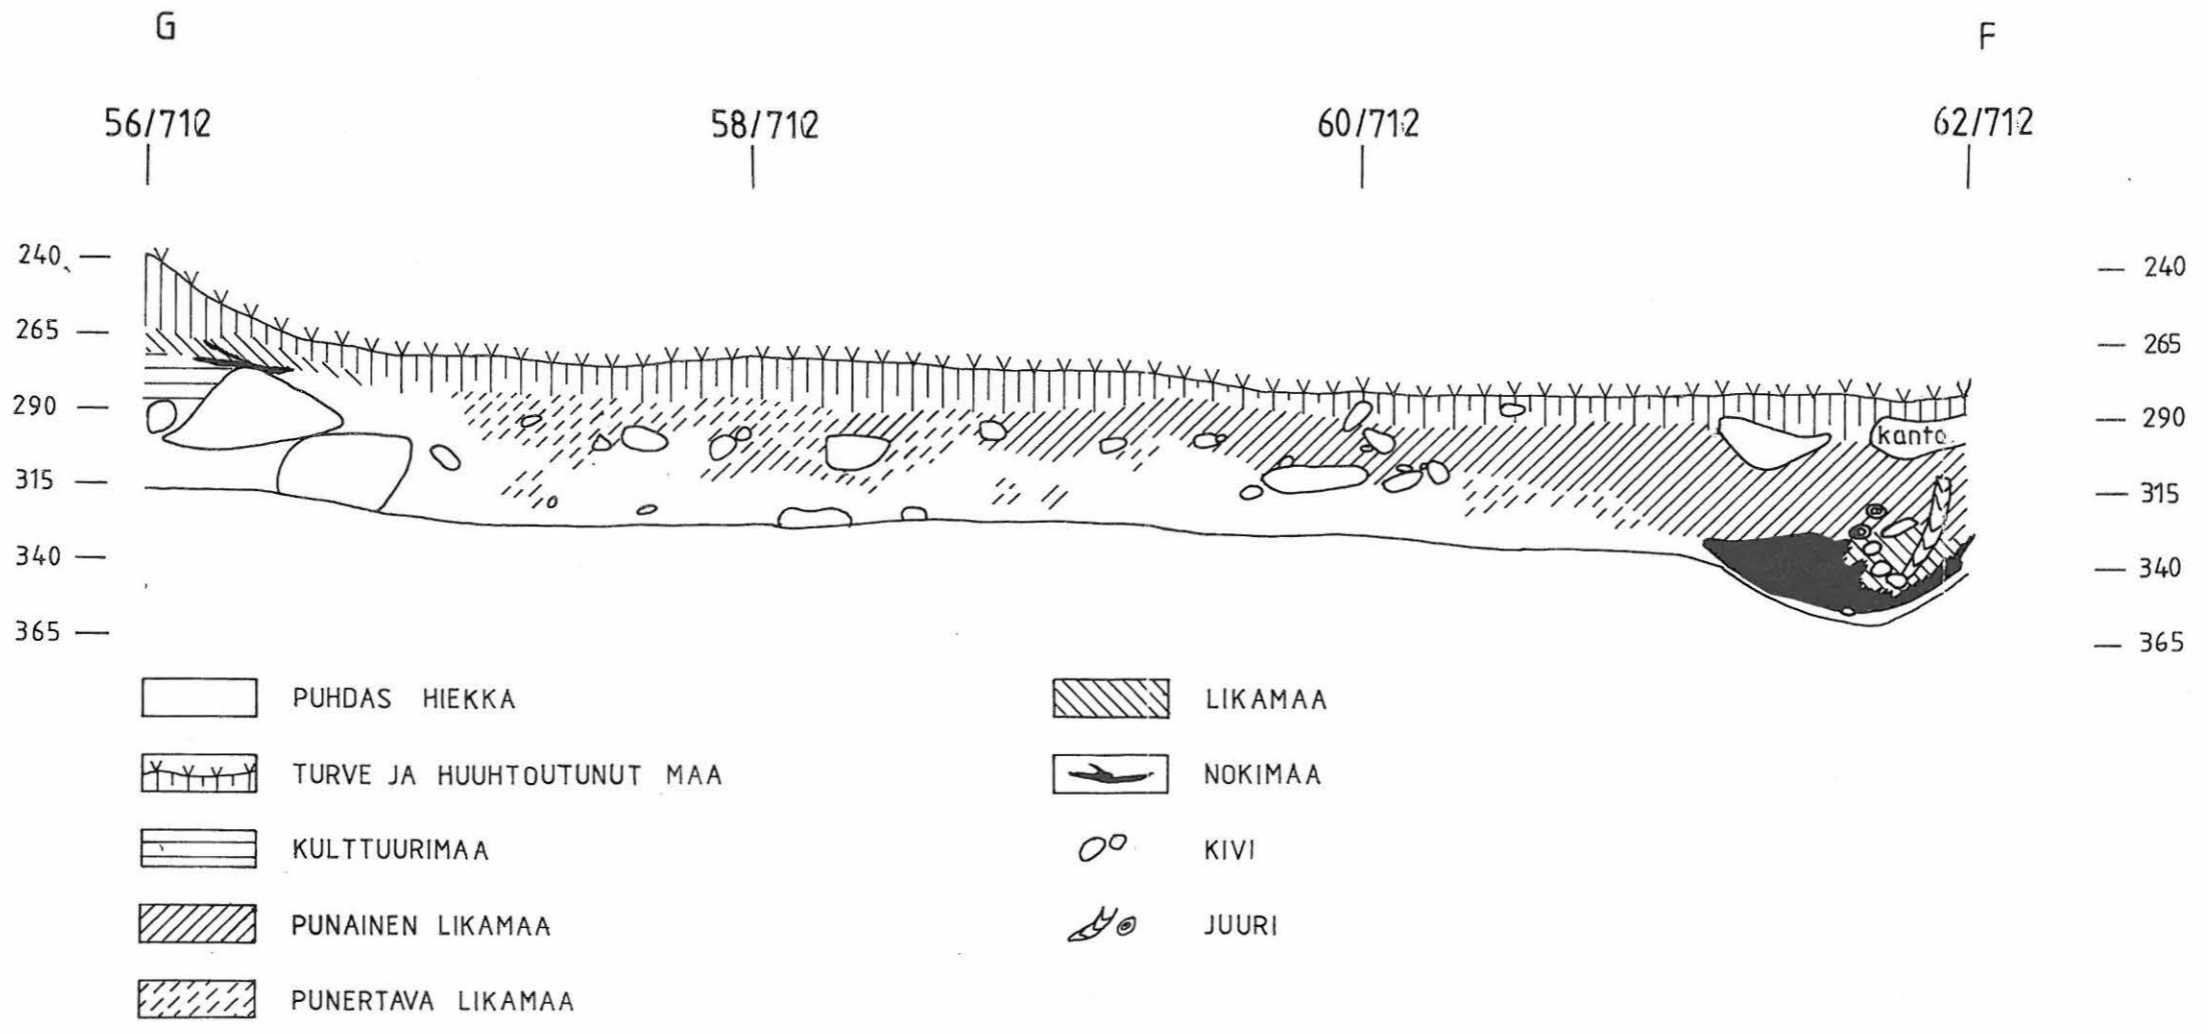 G F
56/712 58/712 60/712 62/712
240 240
265 265
290 kanto 290
315 315
340 340
365 365
PUHDAS HIEKKA LIKAMAA
TURVE JA HUUHTOUTUNUT MAA NOKIMAA
KULTTUURIMAA KIVI
PUNAINEN LIKAMAA JUURI
PUNERTAVA LIKAMAA